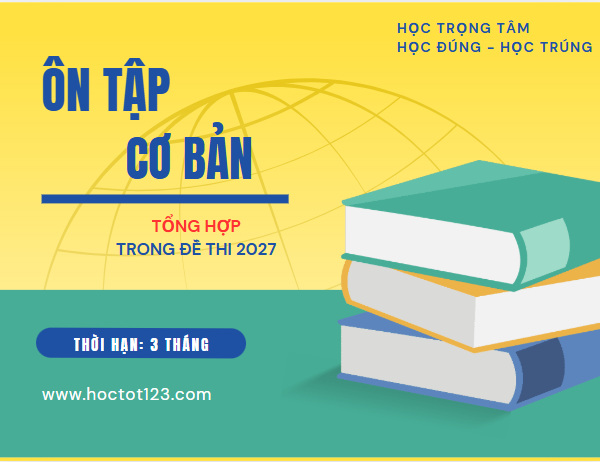 HỌC TRỌNG TÂM
HỌC ĐÚNG - HỌC TRÚNG
ÔN TẬP
CƠ BẢN
TỔNG HỢP
TRONG ĐỀ THI 2027
THỜI HẠN: 3 THÁNG
www.hoctot123.com